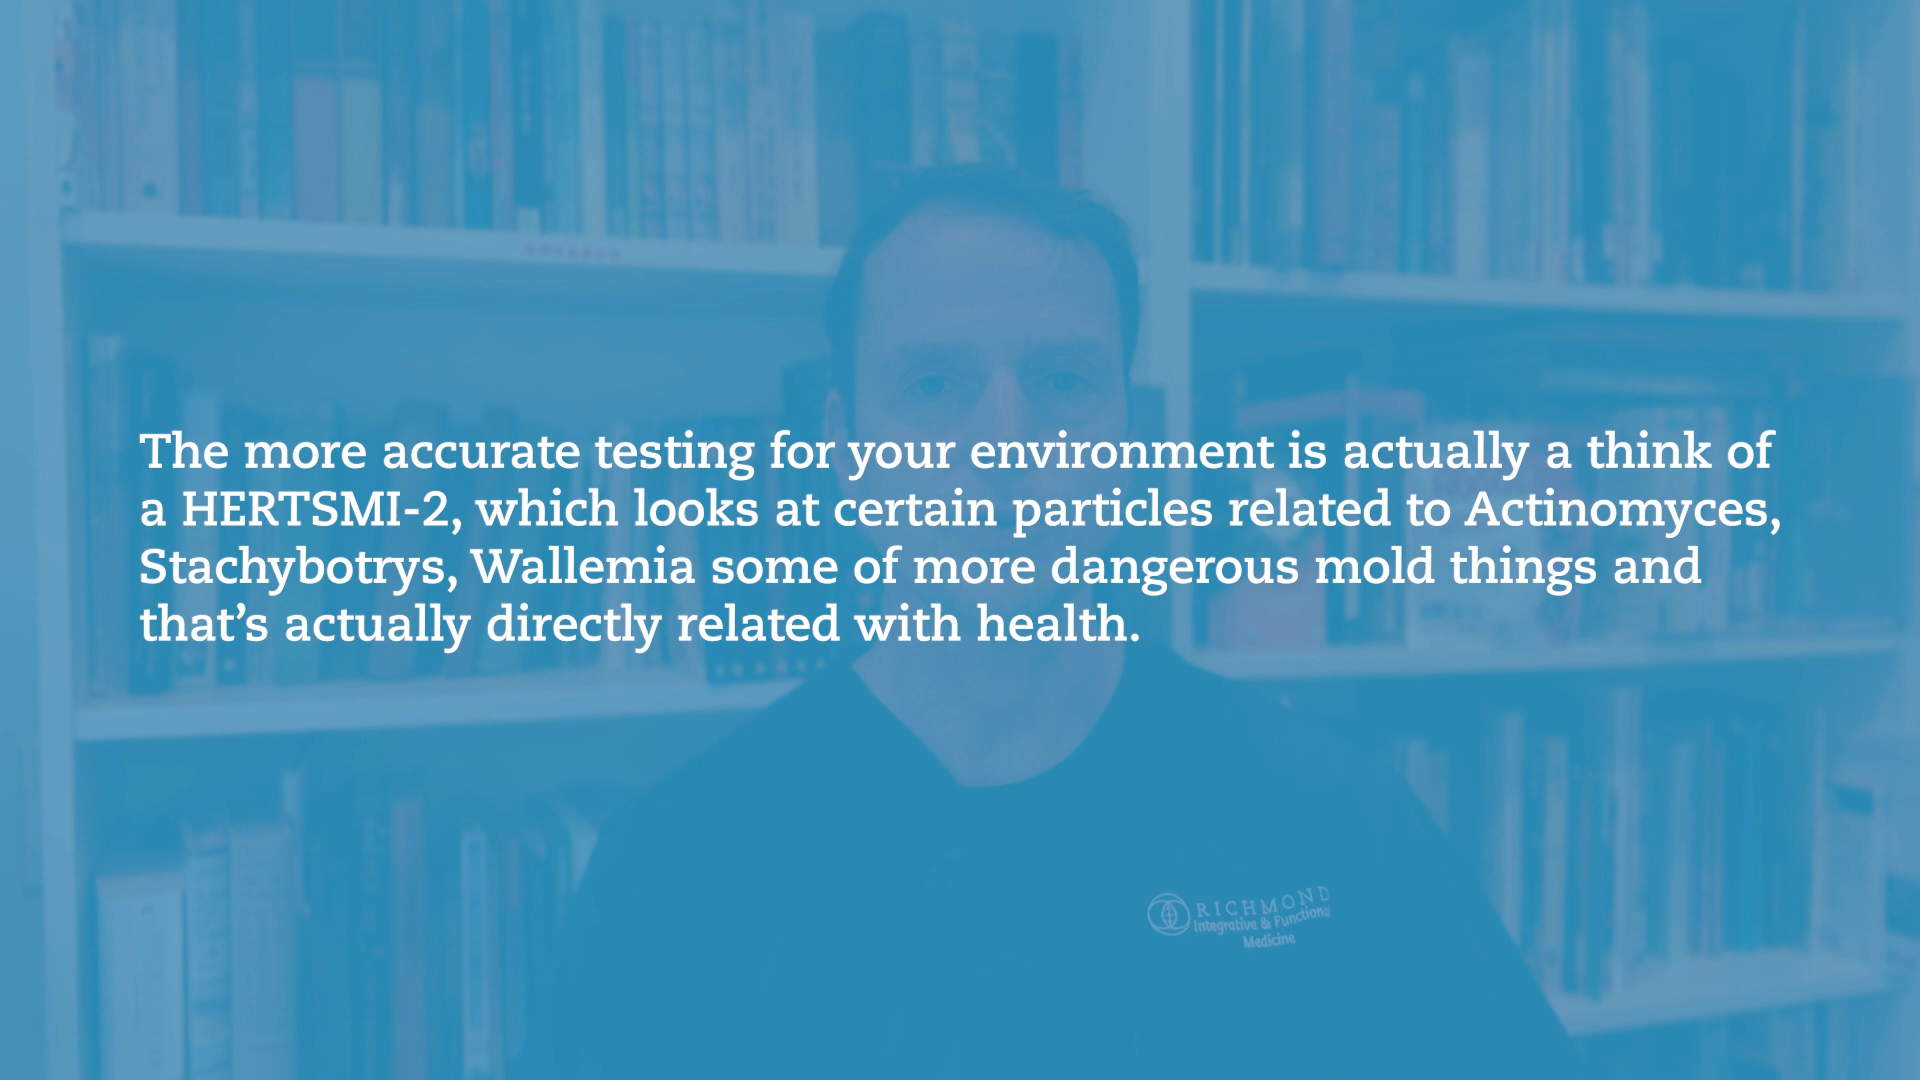 The more accurate testing for your environment is actually a think of
a HERTSMI-2, which looks at certain particles related to Actinomyces,
Stachybotrys, Wallemia some of more dangerous mold things and
that’s actually directly related with health.
RICHMOND
Integrative & Functional
Medicine